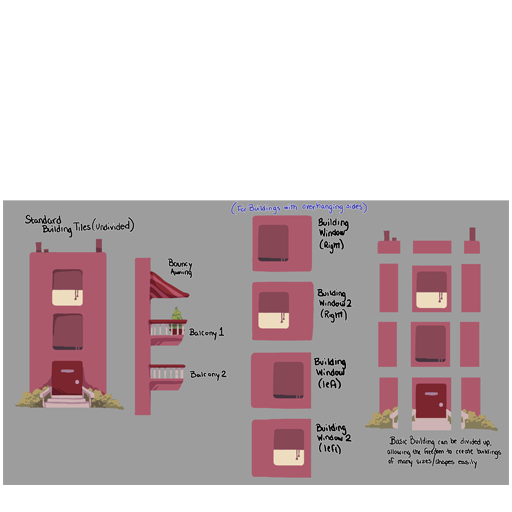 Standard
Building Tiles (Undivided)
Bouncy
Awning
Balcony 1
Balcony 2
(For Buildings with overhanging sides)
Building
Window
(Right)
Building
Window 2
(Right)
Building
Window
(left)
Building
Window 2
(left)
Basic Building can be divided up,
allowing the freedom to create buildings
of many sizes/shapes easily